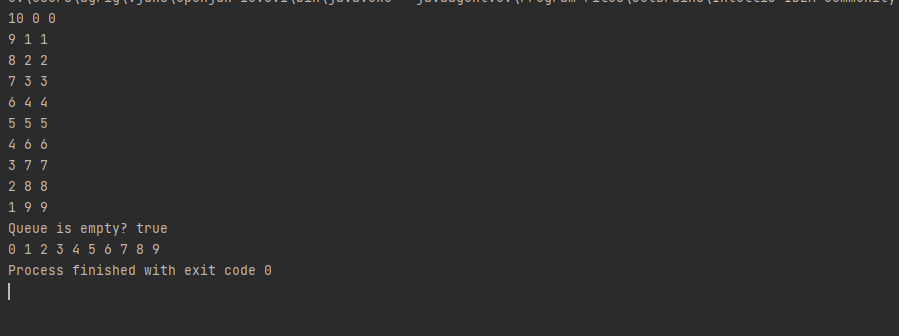 10 0 0
9 1 1
8 2 2
7 3 3
6 4 4
5 5 5
4 6 6
3 7 7
2 8 8
1 9 9
Queue is empty? true
0 1 2 3 4 5 6 7 8 9
Process finished with exit code 0